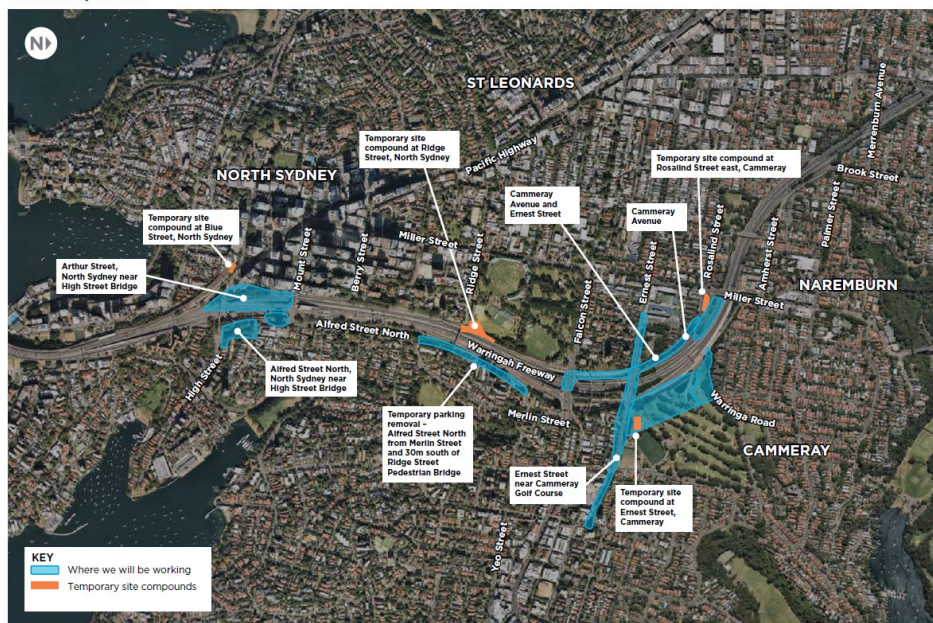 N
ST LEONARDS
Temporary site
compound at Ridge
Street, North Sydney
Pacific Highway
Merrenburn Avenue
Temporary site compound at
Rosalind Street east, Cammeray
Brook Street
NORTH SYDNEY
Cammeray
Avenue and
Ernest Street
Cammeray
Avenue
Temporary site
compound at Blue
Street, North Sydney
Mount Street
Berry Street
Miller Street
Ridge Street
Falcon Street
Ernest Street
Rosalind Street
Amherst Street
Palmer Street
Arthur Street,
North Sydney near
High Street Bridge
Miller Street
NAREMBURN
Alfred Street North
Warringah Freeway
High Street
Alfred Street North,
North Sydney near
High Street Bridge
Temporary parking
removal –
Alfred Street North
from Merlin Street
and 30m south of
Ridge Street
Pedestrian Bridge
Merlin Street
Warringa Road
CAMMERAY
Ernest Street
near Cammeray
Golf Course
Temporary site
compound at
Ernest Street,
Cammeray
Yeo Street
KEY
Where we will be working
Temporary site compounds